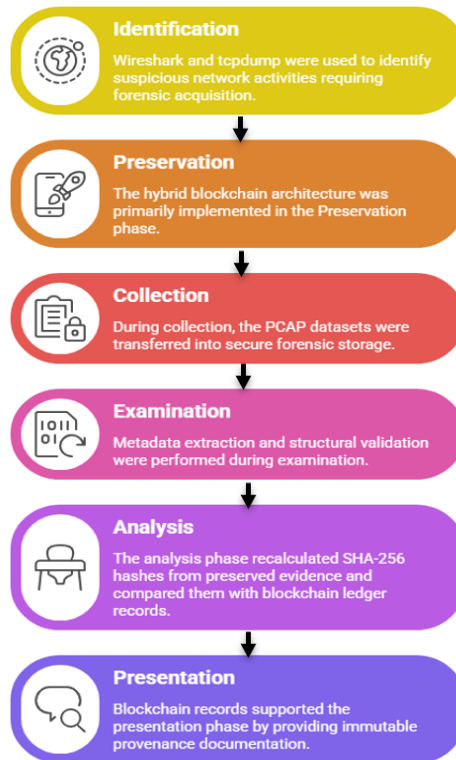 Identification
Wireshark and tcpdump were used to identify
suspicious network activities requiring
forensic acquisition.
Preservation
The hybrid blockchain architecture was
primarily implemented in the Preservation
phase.
Collection
During collection, the PCAP datasets were
transferred into secure forensic storage.
1011
01
Examination
Metadata extraction and structural validation
were performed during examination.
Analysis
The analysis phase recalculated SHA-256
hashes from preserved evidence and
compared them with blockchain ledger
records.
Presentation
Blockchain records supported the
presentation phase by providing immutable
provenance documentation.